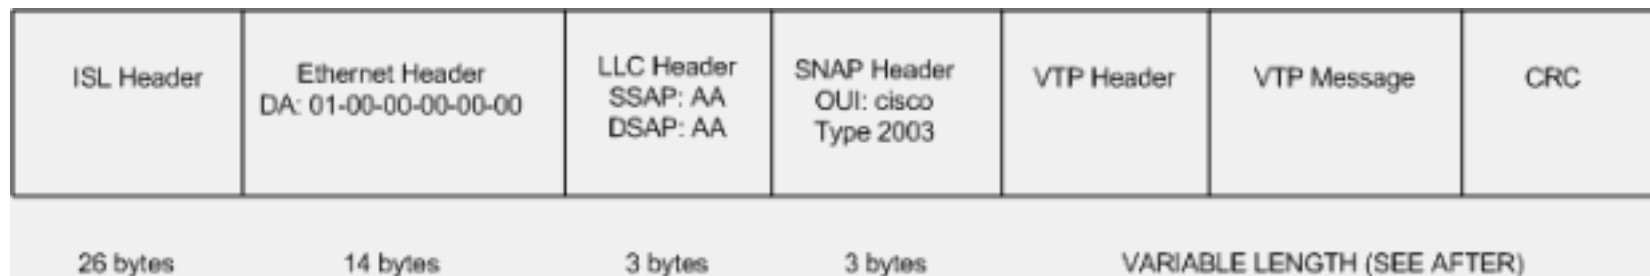 ISL Header
Ethernet Header
DA: 01-00-00-00-00-00
LLC Header
SSAP: AA
DSAP: AA
SNAP Header
OUI: cisco
Type 2003
VTP Header
VTP Message
CRC
26 bytes
14 bytes
3 bytes
3 bytes
VARIABLE LENGTH (SEE AFTER)